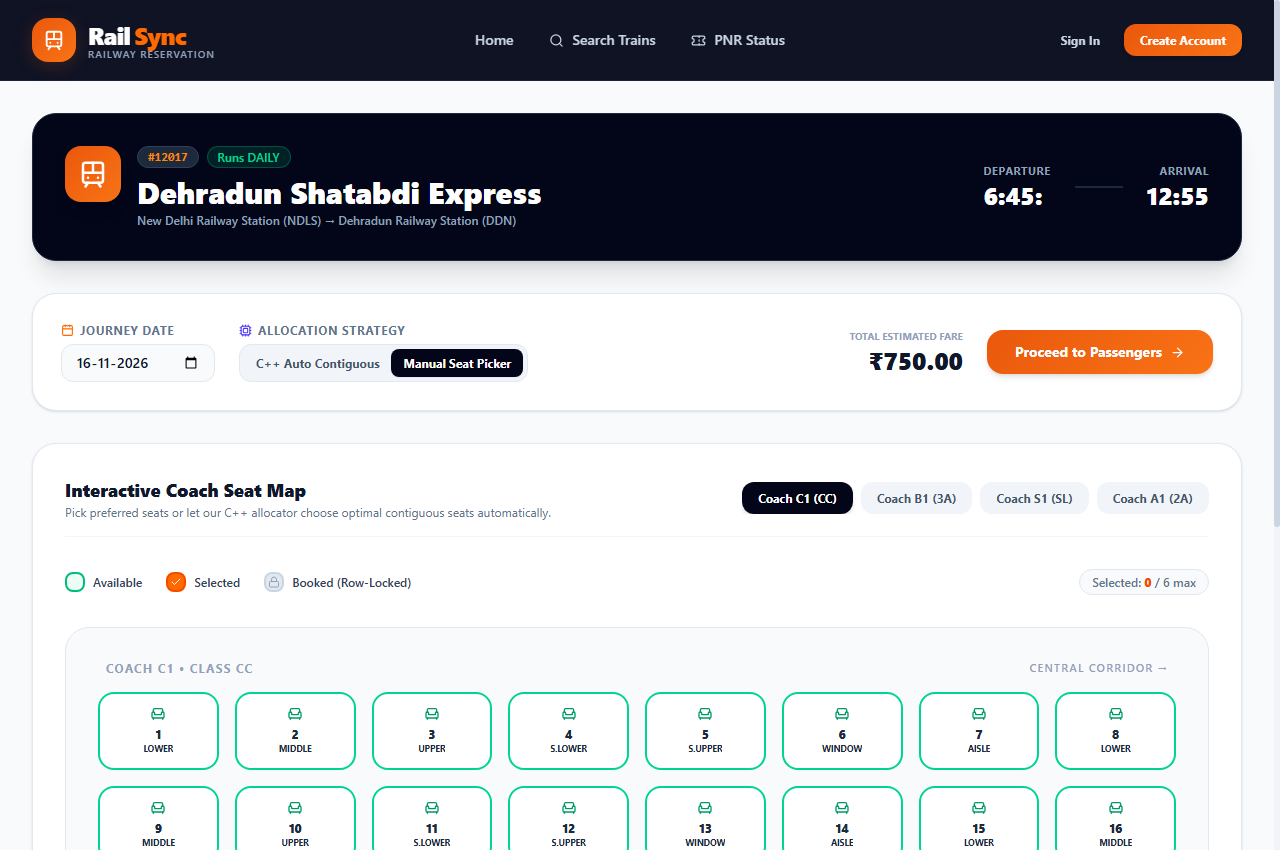 Rail Sync
RAILWAY RESERVATION
Home
Search Trains
PNR Status
Sign In
Create Account
#12017
Runs DAILY
Dehradun Shatabdi Express
New Delhi Railway Station (NDLS) → Dehradun Railway Station (DDN)
DEPARTURE
6:45:
ARRIVAL
12:55
JOURNEY DATE
16-11-2026
ALLOCATION STRATEGY
C++ Auto Contiguous
Manual Seat Picker
TOTAL ESTIMATED FARE
₹750.00
Proceed to Passengers →
Interactive Coach Seat Map
Pick preferred seats or let our C++ allocator choose optimal contiguous seats automatically.
Coach C1 (CC)
Coach B1 (3A)
Coach S1 (SL)
Coach A1 (2A)
Available
Selected
Booked (Row-Locked)
Selected: 0 / 6 max
COACH C1 • CLASS CC
CENTRAL CORRIDOR →
1
LOWER
2
MIDDLE
3
UPPER
4
S.LOWER
5
S.UPPER
6
WINDOW
7
AISLE
8
LOWER
9
MIDDLE
10
UPPER
11
S.LOWER
12
S.UPPER
13
WINDOW
14
AISLE
15
LOWER
16
MIDDLE